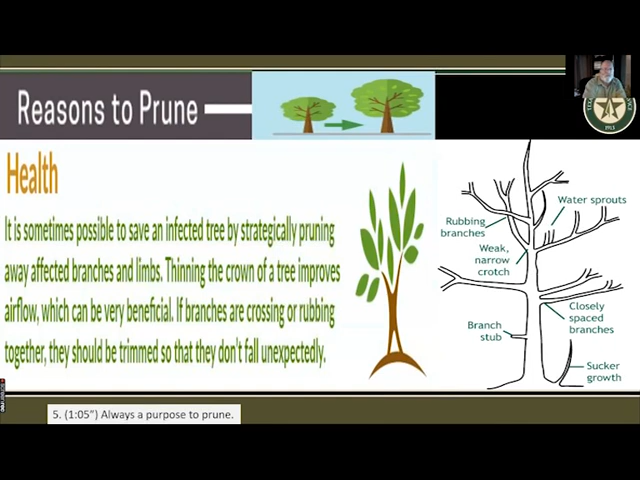 Reasons to Prune
Health
It is sometimes possible to save an infected tree by strategically pruning
away affected branches and limbs. Thinning the crown of a tree improves
airflow, which can be very beneficial. If branches are crossing or rubbing
together, they should be trimmed so that they don't fall unexpectedly.
Water sprouts
Rubbing
branches
Weak,
narrow
crotch
Closely
spaced
branches
Branch
stub
Sucker
growth
1915
5. (1:05") Always a purpose to prune.